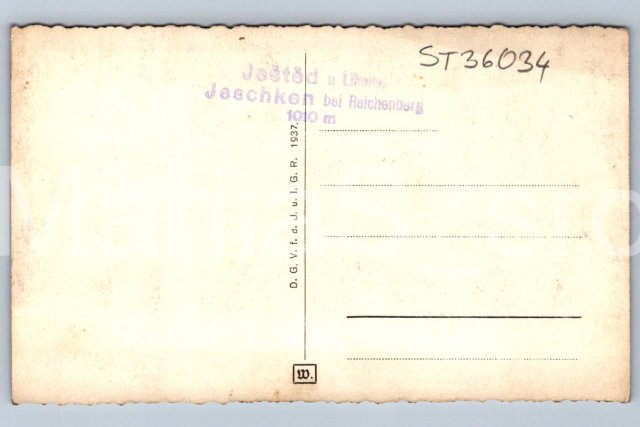 ST36034
Ještěd u Liberce
Jeschken bei Reichenberg
1010 m
D. G. V. f. d. J. u. I. G. R. 1937.
w.